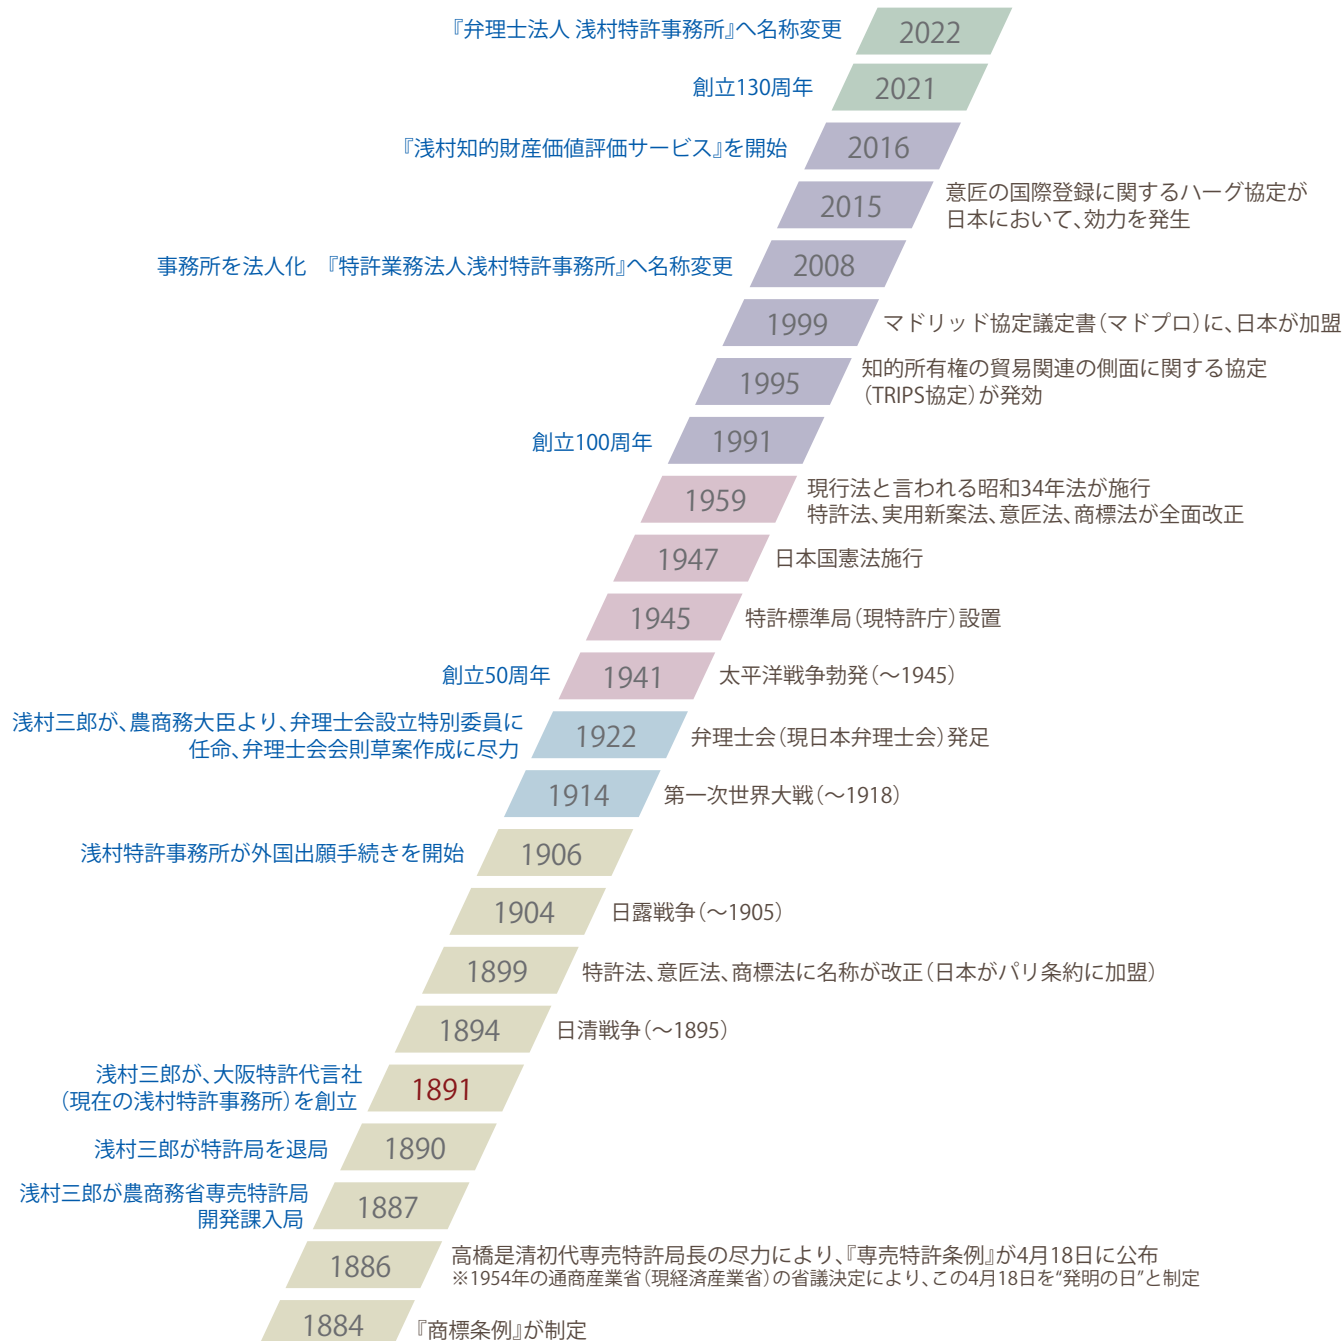 『弁理士法人 浅村特許事務所』へ名称変更 2022
創立130周年 2021
『浅村知的財産価値評価サービス』を開始 2016
2015 意匠の国際登録に関するハーグ協定が
日本において、効力を発生
事務所を法人化 『特許業務法人浅村特許事務所』へ名称変更 2008
1999 マドリッド協定議定書(マドプロ)に、日本が加盟
1995 知的所有権の貿易関連の側面に関する協定
(TRIPS協定)が発効
創立100周年 1991
1959 現行法と言われる昭和34年法が施行
特許法、実用新案法、意匠法、商標法が全面改正
1947 日本国憲法施行
1945 特許標準局(現特許庁)設置
創立50周年 1941 太平洋戦争勃発(~1945)
浅村三郎が、農商務大臣より、弁理士会設立特別委員に
任命、弁理士会会則草案作成に尽力
1922 弁理士会(現日本弁理士会)発足
1914 第一次世界大戦(~1918)
浅村特許事務所が外国出願手続きを開始 1906
1904 日露戦争(~1905)
1899 特許法、意匠法、商標法に名称が改正(日本がパリ条約に加盟)
1894 日清戦争(~1895)
浅村三郎が、大阪特許代言社
(現在の浅村特許事務所)を創立
1891
浅村三郎が特許局を退局 1890
浅村三郎が農商務省専売特許局
開発課入局
1887
1886 高橋是清初代専売特許局長の尽力により、『専売特許条例』が4月18日に公布
※1954年の通商産業省(現経済産業省)の省議決定により、この4月18日を“発明の日”と制定
1884 『商標条例』が制定